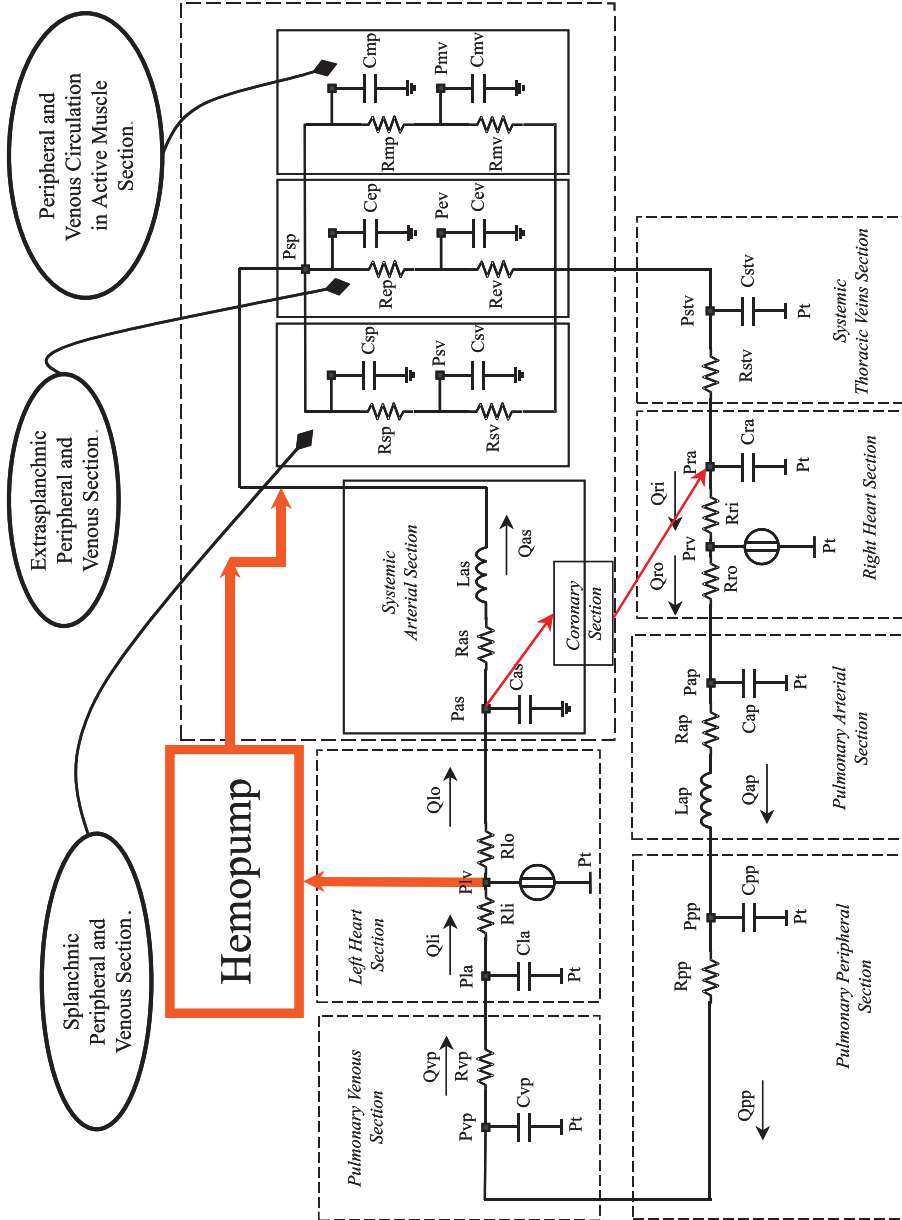 Splanchnic
Peripheral and
Venous Section.
Extrasplanchnic
Peripheral and
Venous Section.
Peripheral and
Venous Circulation
in Active Muscle
Section.
Hemopump
Psp
Csp
Rsp
Psv
Csv
Rsv
Cep
Rep
Pev
Cev
Rev
Cmp
Rmp
Pmv
Cmv
Rmv
Pulmonary Venous
Section
Qvp
Rvp
Pvp
Cvp
Pt
Left Heart
Section
Qli
Qlo
Pla
Rli
Plv
Rlo
Cla
Pt
Pt
Systemic
Arterial Section
Pas
Ras
Las
Cas
Qas
Coronary
Section
Qpp
Rpp
Ppp
Cpp
Pt
Pulmonary Peripheral
Section
Lap
Rap
Pap
Qap
Cap
Pt
Pulmonary Arterial
Section
Qro
Qri
Rro
Prv
Rri
Pra
Cra
Pt
Pt
Right Heart Section
Rstv
Pstv
Cstv
Pt
Systemic
Thoracic Veins Section